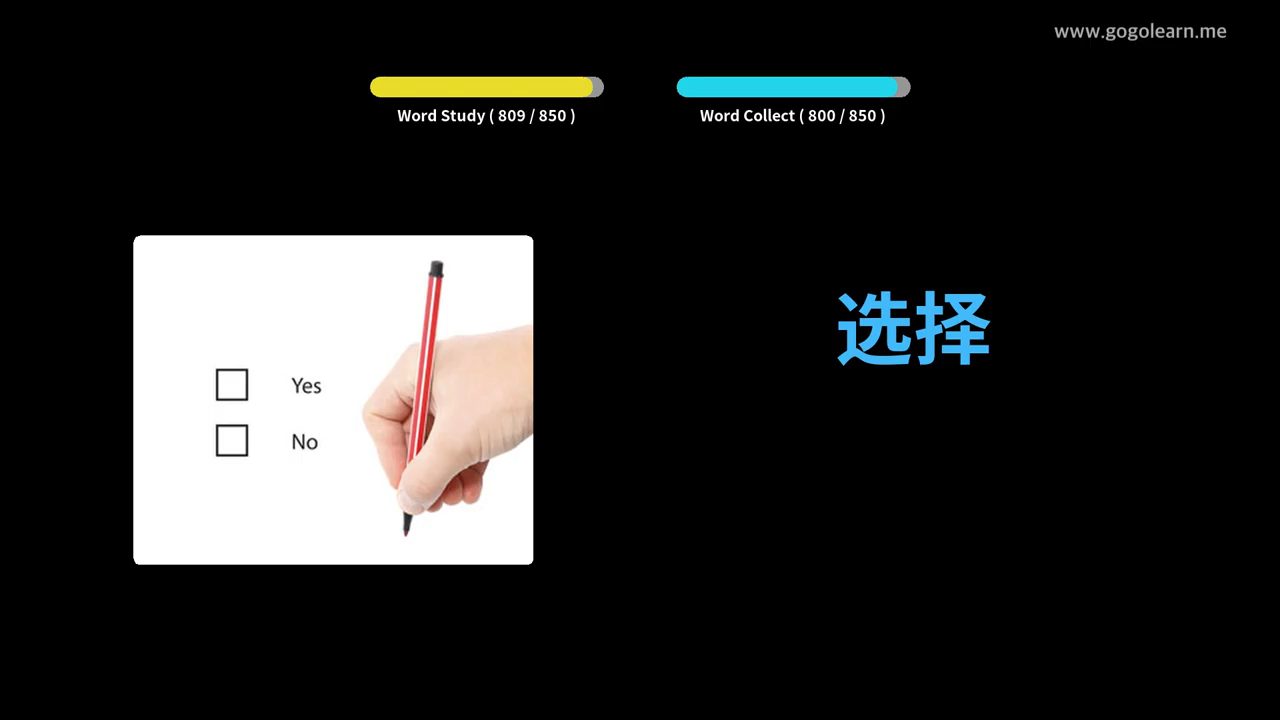 www.gogolearn.me
Word Study ( 809 / 850 )
Word Collect ( 800 / 850 )
选择
Yes
No